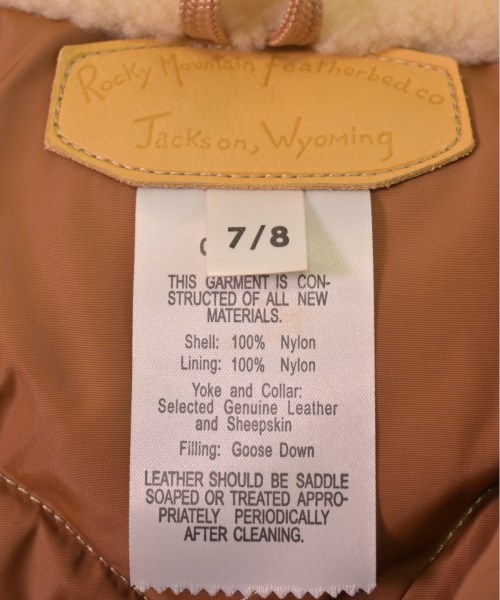 Rocky Mountain Featherbed co
Jackson, Wyoming
7/8
THIS GARMENT IS CON-
STRUCTED OF ALL NEW
MATERIALS.
Shell: 100% Nylon
Lining: 100% Nylon
Yoke and Collar:
Selected Genuine Leather
and Sheepskin
Filling: Goose Down
LEATHER SHOULD BE SADDLE
SOAPED OR TREATED APPRO-
PRIATELY PERIODICALLY
AFTER CLEANING.